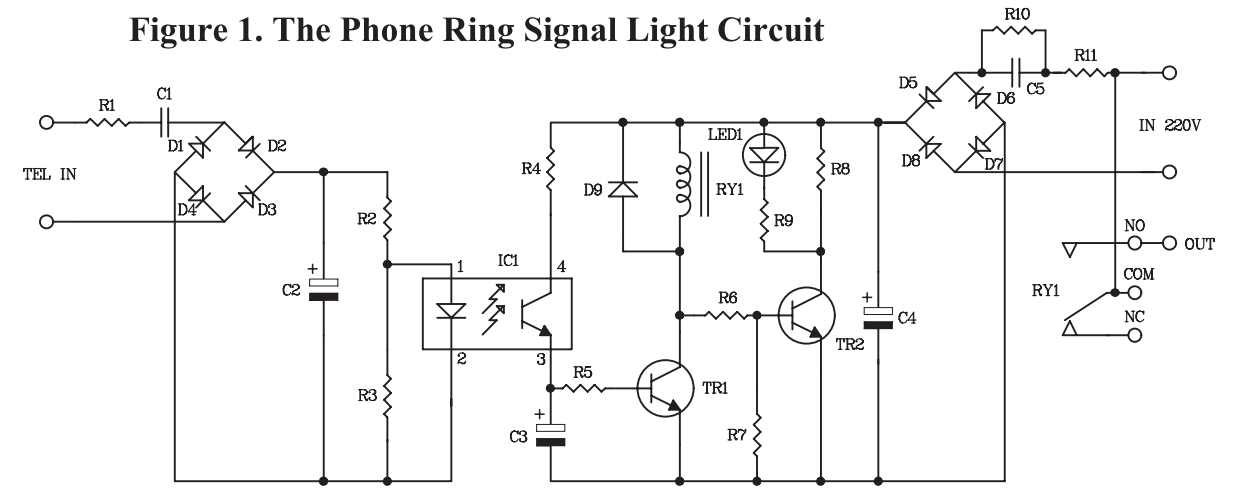 Figure 1. The Phone Ring Signal Light Circuit
R10
R11
C5
D5
D6
D8
D7
IN 220V
R1
C1
D1
D2
D4
D3
TEL IN
R4
D9
RY1
LED1
R9
R8
R2
IC1
1
4
2
3
+
C2
R3
R5
+
C3
TR1
R6
R7
TR2
+
C4
NO
OUT
COM
RY1
NC